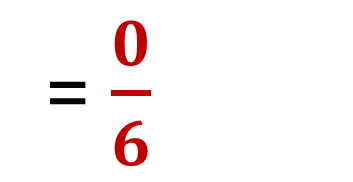 = 0/6